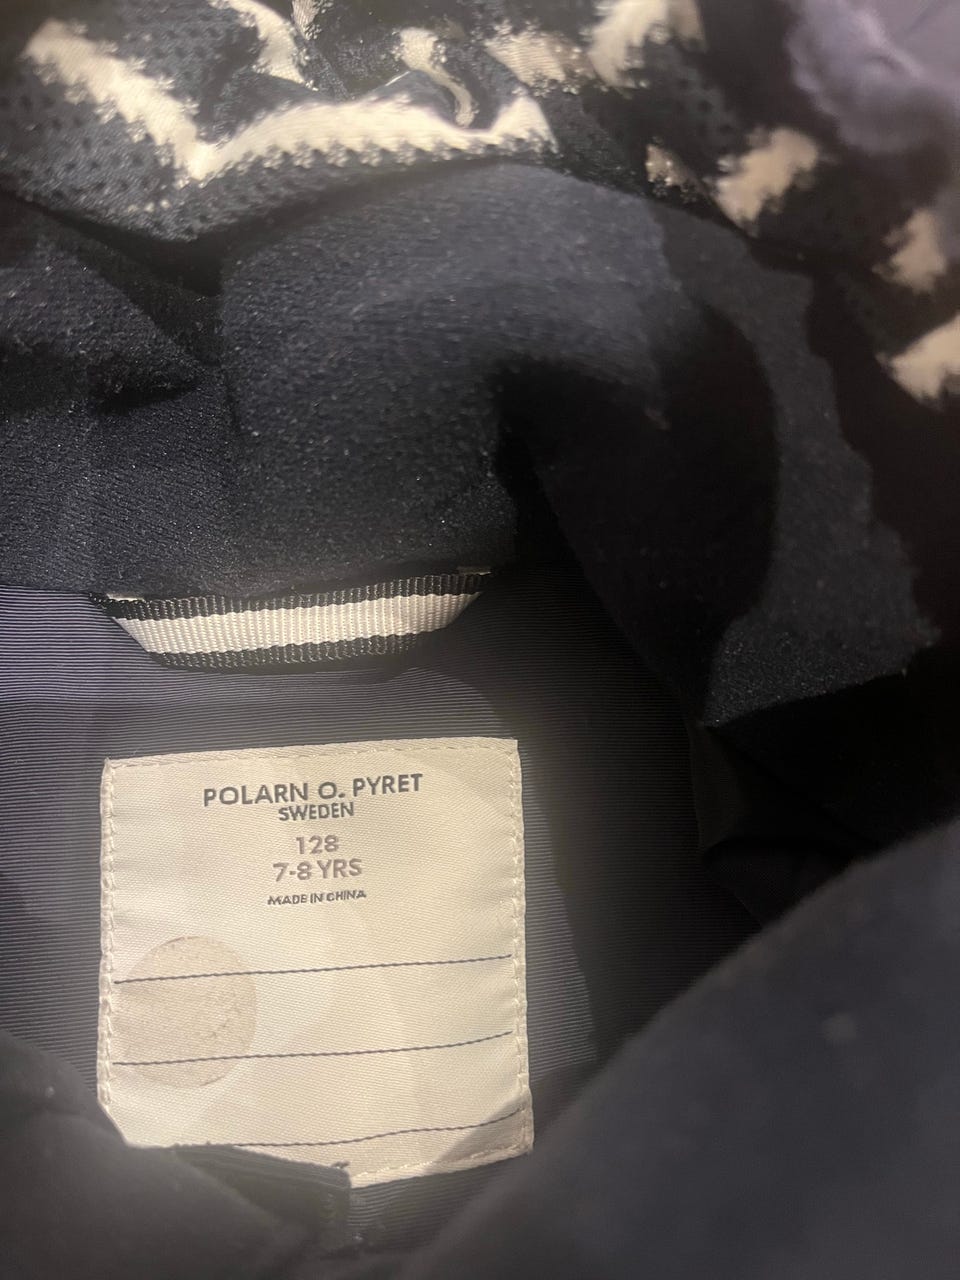 POLARN O. PYRET
SWEDEN
128
7-8 YRS
MADE IN CHINA